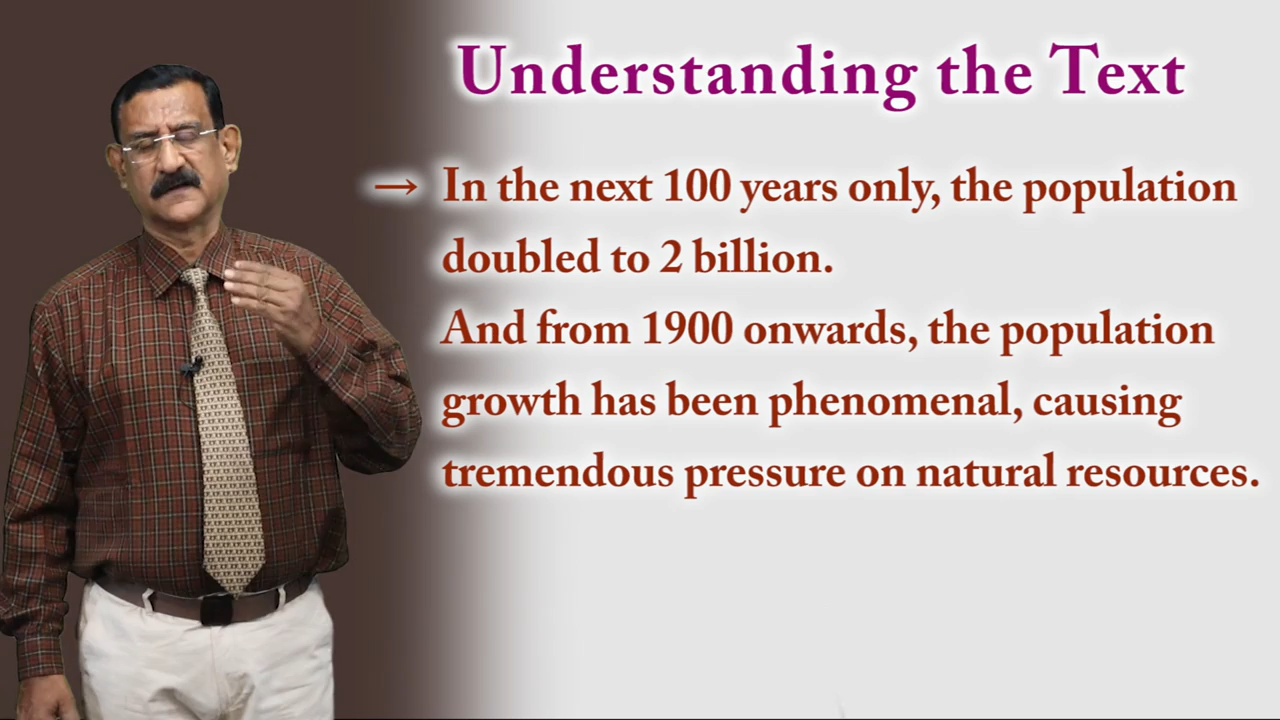 Understanding the Text
→ In the next 100 years only, the population
doubled to 2 billion.
And from 1900 onwards, the population
growth has been phenomenal, causing
tremendous pressure on natural resources.